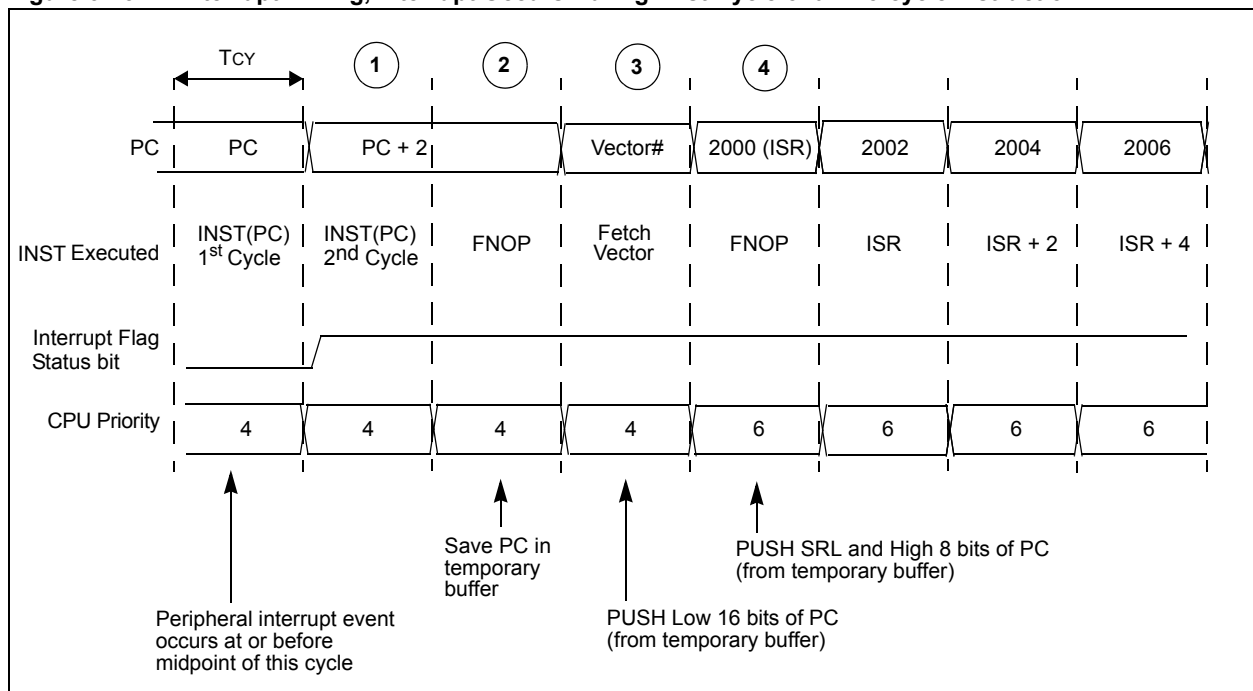 TCY
1
2
3
4
PC
PC
PC + 2
Vector#
2000 (ISR)
2002
2004
2006
INST Executed
INST(PC)
1st Cycle
INST(PC)
2nd Cycle
FNOP
Fetch
Vector
FNOP
ISR
ISR + 2
ISR + 4
Interrupt Flag
Status bit
CPU Priority
4
4
4
4
6
6
6
6
Save PC in
temporary
buffer
PUSH SRL and High 8 bits of PC
(from temporary buffer)
Peripheral interrupt event
occurs at or before
midpoint of this cycle
PUSH Low 16 bits of PC
(from temporary buffer)